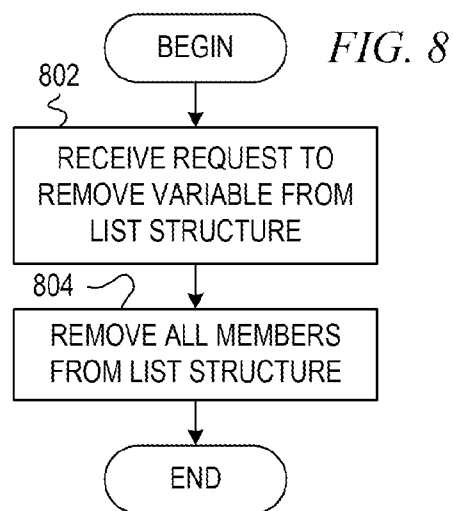 BEGIN
FIG. 8
802
RECEIVE REQUEST TO
REMOVE VARIABLE FROM
LIST STRUCTURE
804
REMOVE ALL MEMBERS
FROM LIST STRUCTURE
END